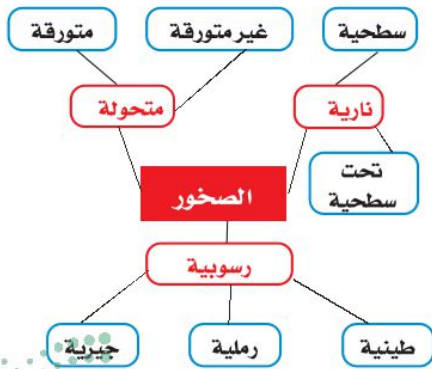 سطحية
غير متورقة
متورقة
نارية
متحولة
تحت
سطحية
الصخور
رسوبية
طينية
رملية
جيرية